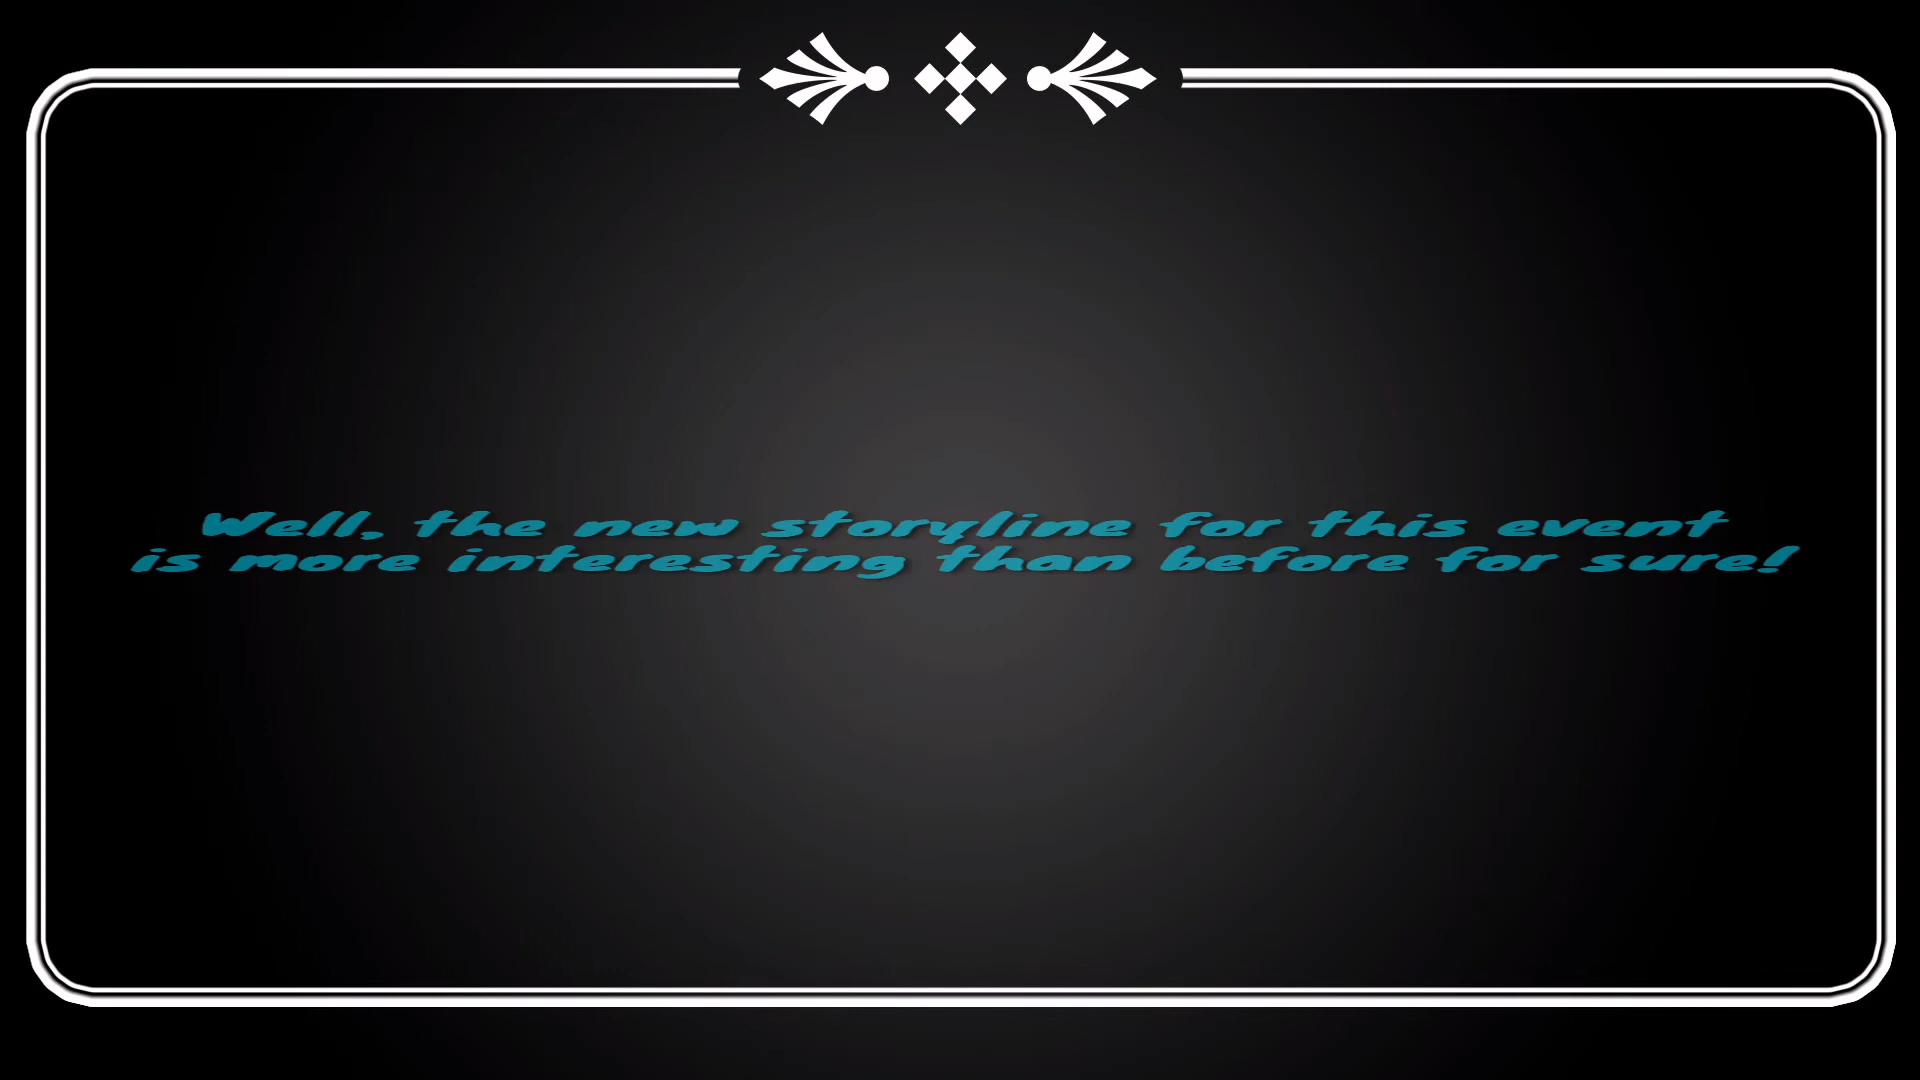 Well, the new storyline for this event
is more interesting than before for sure!